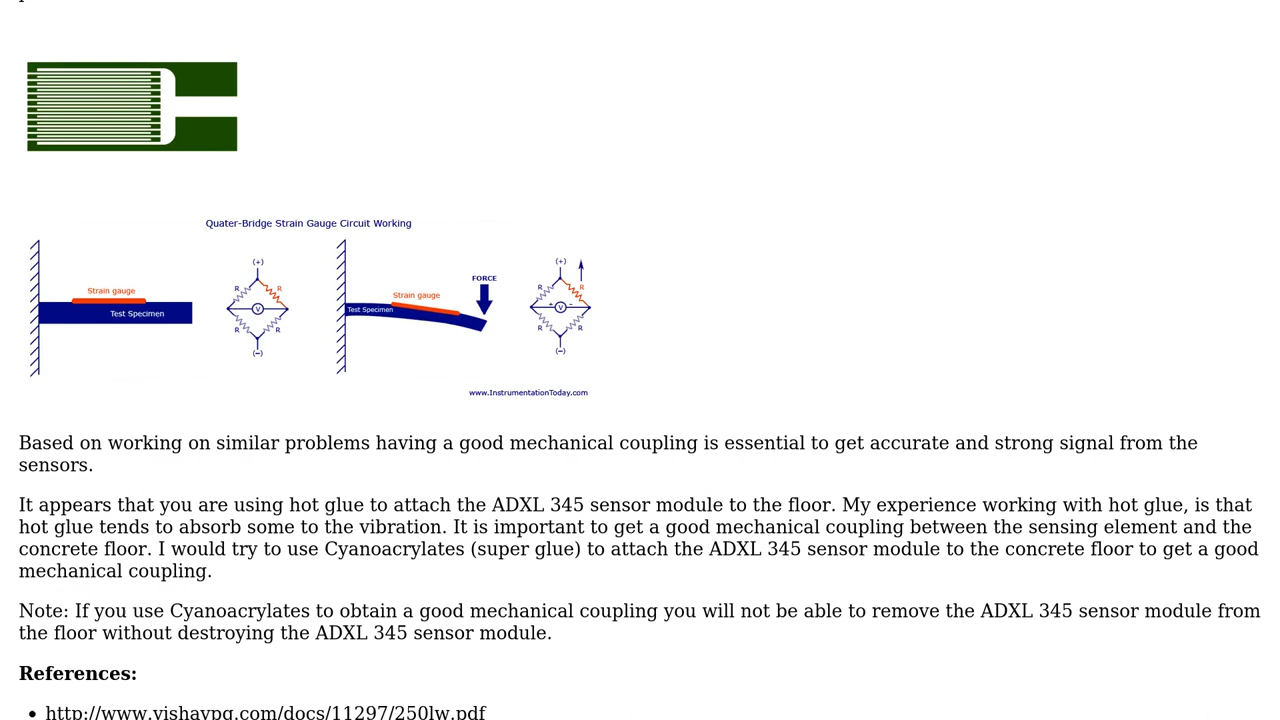 Quater-Bridge Strain Gauge Circuit Working
(+)
(+)
FORCE
R
R
R
R
Strain gauge
Strain gauge
Test Specimen
V
Test Specimen
+ V −
R
R
R
R
(−)
(−)
www.InstrumentationToday.com
Based on working on similar problems having a good mechanical coupling is essential to get accurate and strong signal from the
sensors.
It appears that you are using hot glue to attach the ADXL 345 sensor module to the floor. My experience working with hot glue, is that
hot glue tends to absorb some to the vibration. It is important to get a good mechanical coupling between the sensing element and the
concrete floor. I would try to use Cyanoacrylates (super glue) to attach the ADXL 345 sensor module to the concrete floor to get a good
mechanical coupling.
Note: If you use Cyanoacrylates to obtain a good mechanical coupling you will not be able to remove the ADXL 345 sensor module from
the floor without destroying the ADXL 345 sensor module.
References:
• http://www.vishaypg.com/docs/11297/250lw.pdf